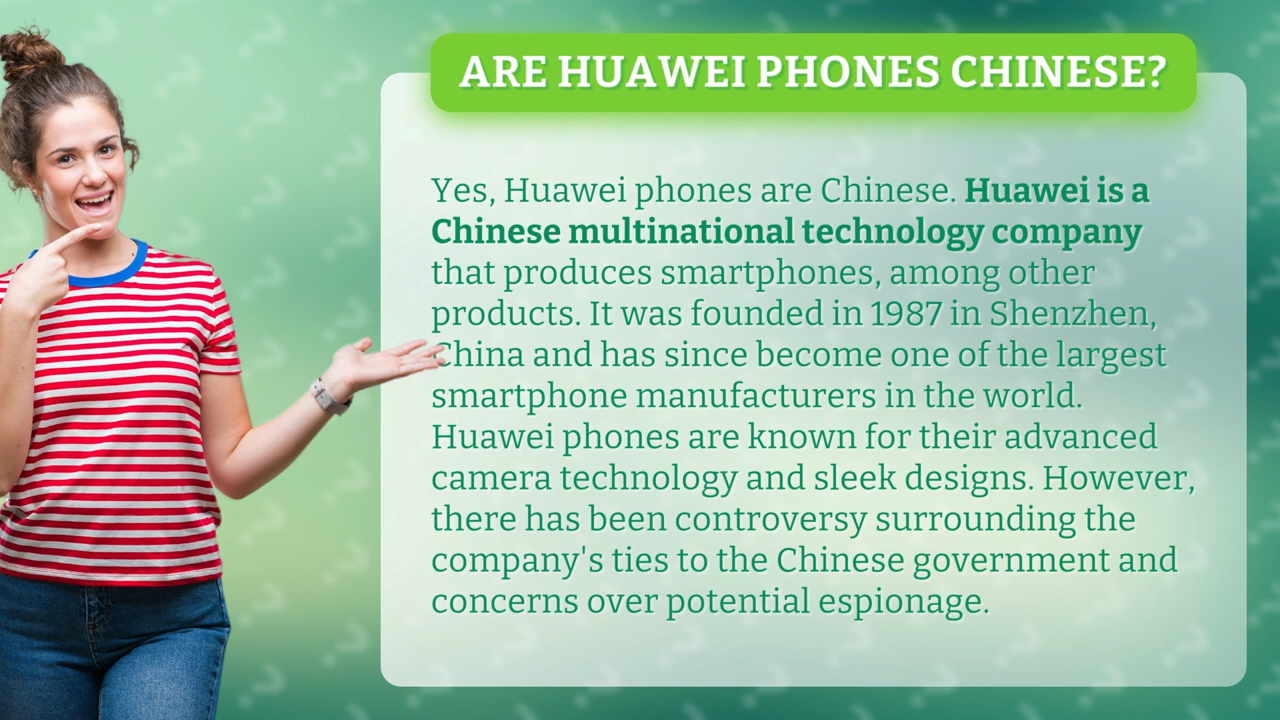 ARE HUAWEI PHONES CHINESE?
Yes, Huawei phones are Chinese. Huawei is a
Chinese multinational technology company
that produces smartphones, among other
products. It was founded in 1987 in Shenzhen,
China and has since become one of the largest
smartphone manufacturers in the world.
Huawei phones are known for their advanced
camera technology and sleek designs. However,
there has been controversy surrounding the
company's ties to the Chinese government and
concerns over potential espionage.